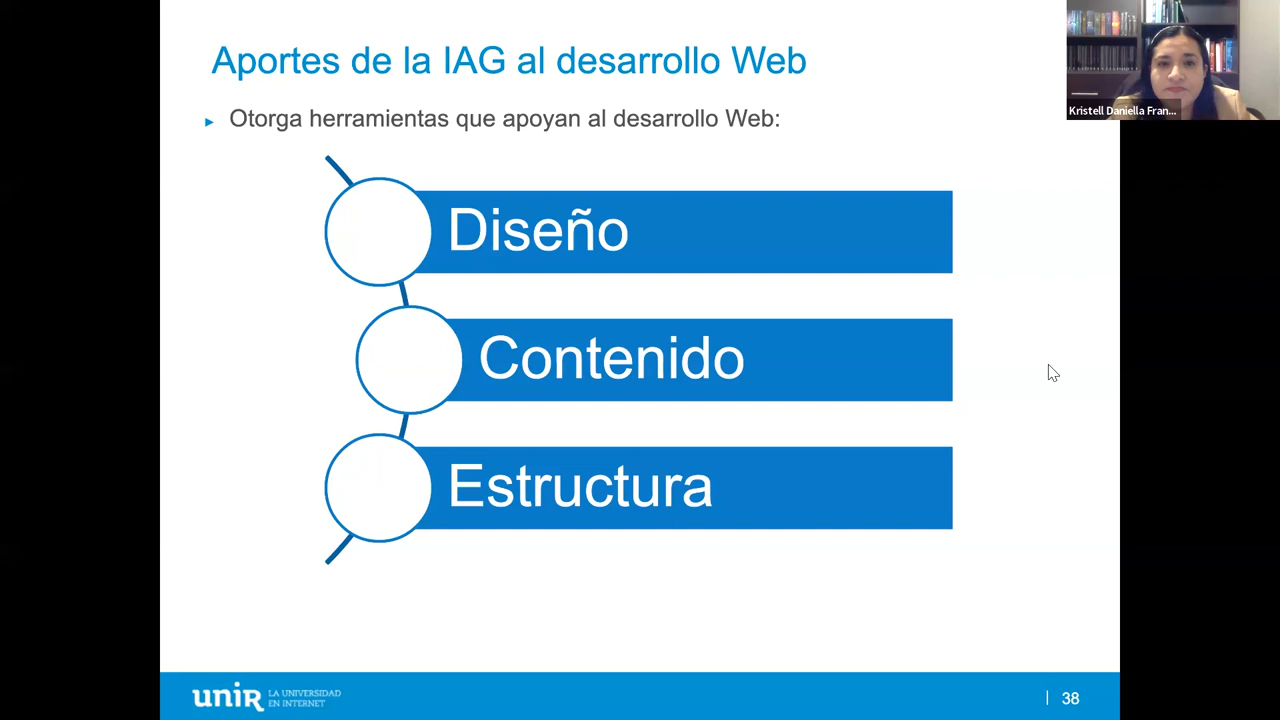 Aportes de la IAG al desarrollo Web
Kristell Daniella Fran...
Otorga herramientas que apoyan al desarrollo Web:
Diseño
Contenido
Estructura
unir LA UNIVERSIDAD
EN INTERNET
38